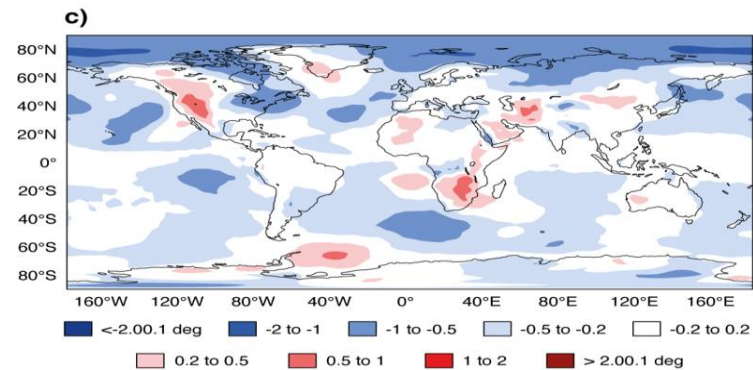 c)
80°N
60°N
40°N
20°N
0°
20°S
40°S
60°S
80°S
160°W 120°W 80°W 40°W 0° 40°E 80°E 120°E 160°E
<-2.00.1 deg -2 to -1 -1 to -0.5 -0.5 to -0.2 -0.2 to 0.2
0.2 to 0.5 0.5 to 1 1 to 2 > 2.00.1 deg